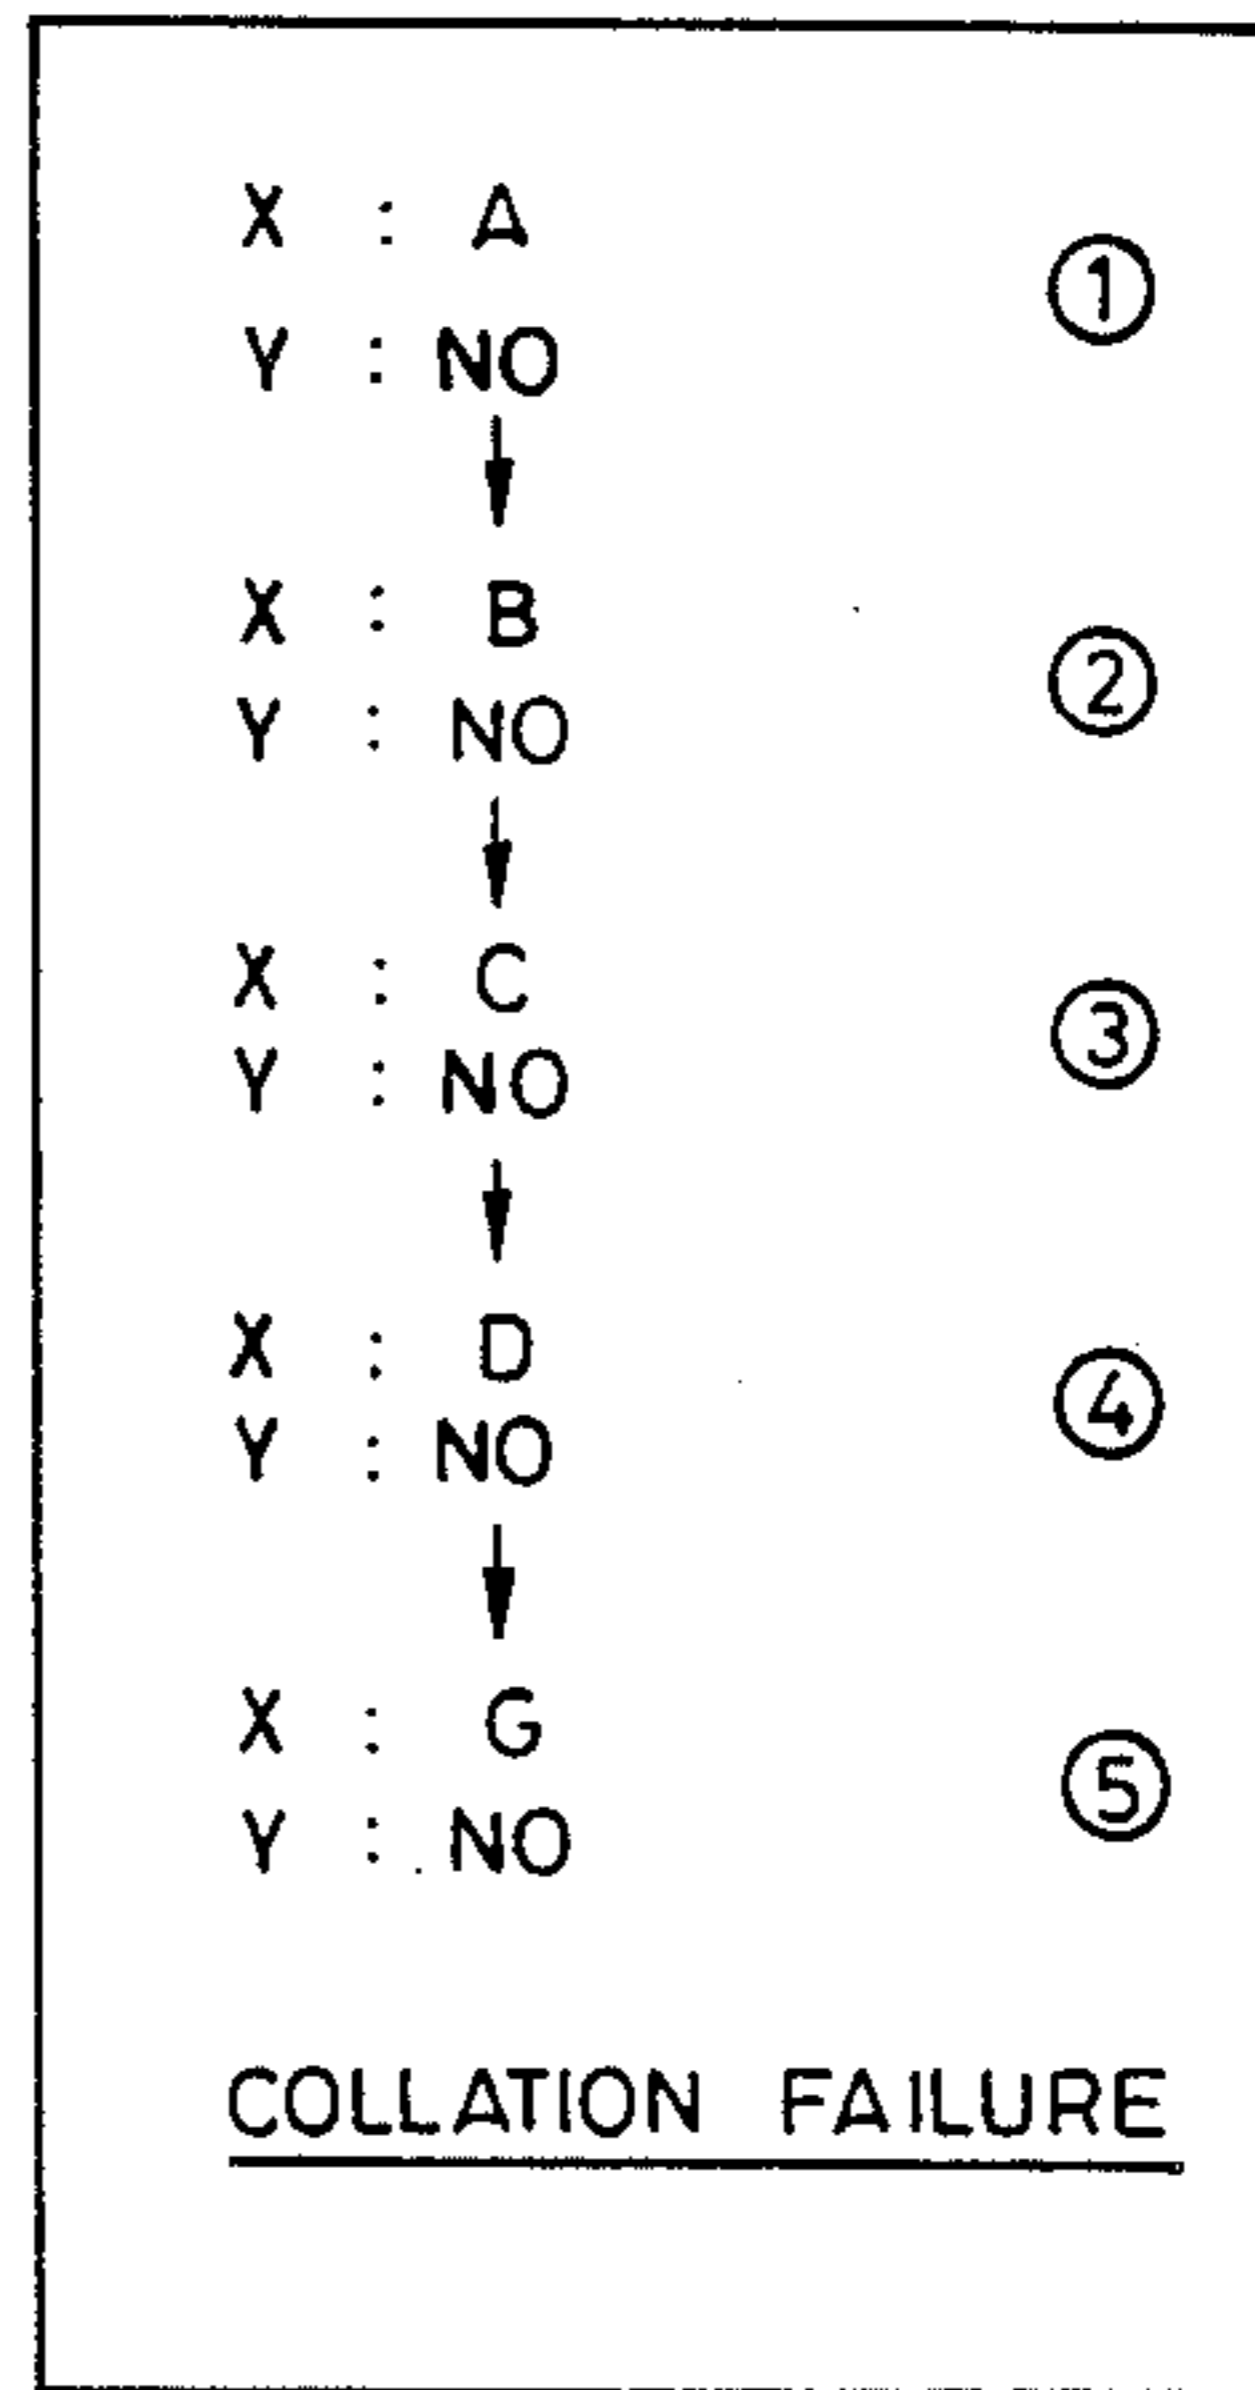 X : A
①
Y : NO
X : B
②
Y : NO
X : C
③
Y : NO
X : D
④
Y : NO
X : G
⑤
Y : NO
COLLATION FAILURE